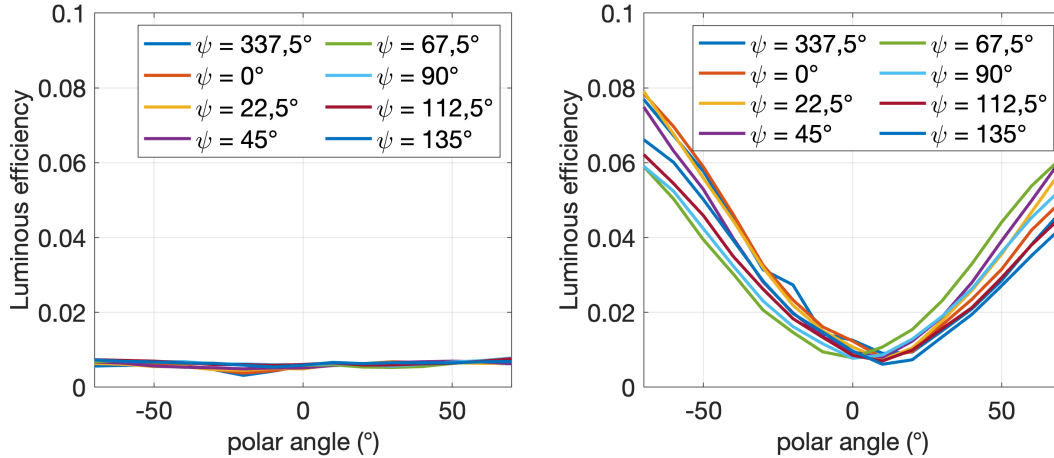 0.1
0.08
0.06
0.04
0.02
0
Luminous efficiency
-50
0
50
polar angle (°)
ψ = 337,5°
ψ = 0°
ψ = 22,5°
ψ = 45°
ψ = 67,5°
ψ = 90°
ψ = 112,5°
ψ = 135°
0.1
0.08
0.06
0.04
0.02
0
Luminous efficiency
-50
0
50
polar angle (°)
ψ = 337,5°
ψ = 0°
ψ = 22,5°
ψ = 45°
ψ = 67,5°
ψ = 90°
ψ = 112,5°
ψ = 135°